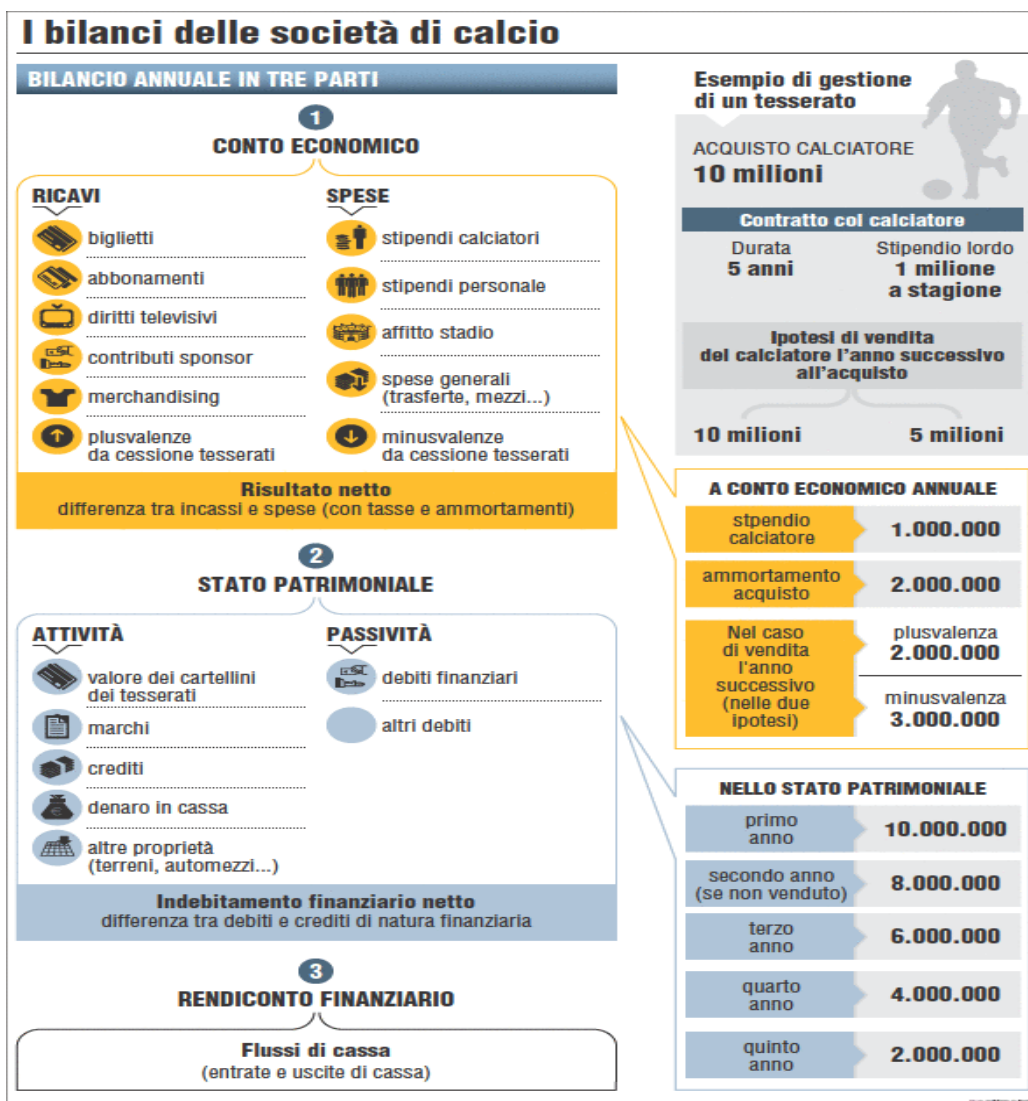 I bilanci delle società di calcio
BILANCIO ANNUALE IN TRE PARTI
1
CONTO ECONOMICO
RICAVI
biglietti
abbonamenti
diritti televisivi
contributi sponsor
merchandising
plusvalenze
da cessione tesserati
SPESE
stipendi calciatori
stipendi personale
affitto stadio
spese generali
(trasferte, mezzi...)
minusvalenze
da cessione tesserati
Risultato netto
differenza tra incassi e spese (con tasse e ammortamenti)
2
STATO PATRIMONIALE
ATTIVITÀ
valore dei cartellini
dei tesserati
marchi
crediti
denaro in cassa
altre proprietà
(terreni, automezzi...)
PASSIVITÀ
debiti finanziari
altri debiti
Indebitamento finanziario netto
differenza tra debiti e crediti di natura finanziaria
3
RENDICONTO FINANZIARIO
Flussi di cassa
(entrate e uscite di cassa)
Esempio di gestione
di un tesserato
ACQUISTO CALCIATORE
10 milioni
Contratto col calciatore
Durata
5 anni
Stipendio lordo
1 milione
a stagione
Ipotesi di vendita
del calciatore l'anno successivo
all'acquisto
10 milioni
5 milioni
A CONTO ECONOMICO ANNUALE
stpendio
calciatore
1.000.000
ammortamento
acquisto
2.000.000
Nel caso
di vendita
l'anno
successivo
(nelle due
ipotesi)
plusvalenza
2.000.000
minusvalenza
3.000.000
NELLO STATO PATRIMONIALE
primo
anno
10.000.000
secondo anno
(se non venduto)
8.000.000
terzo
anno
6.000.000
quarto
anno
4.000.000
quinto
anno
2.000.000